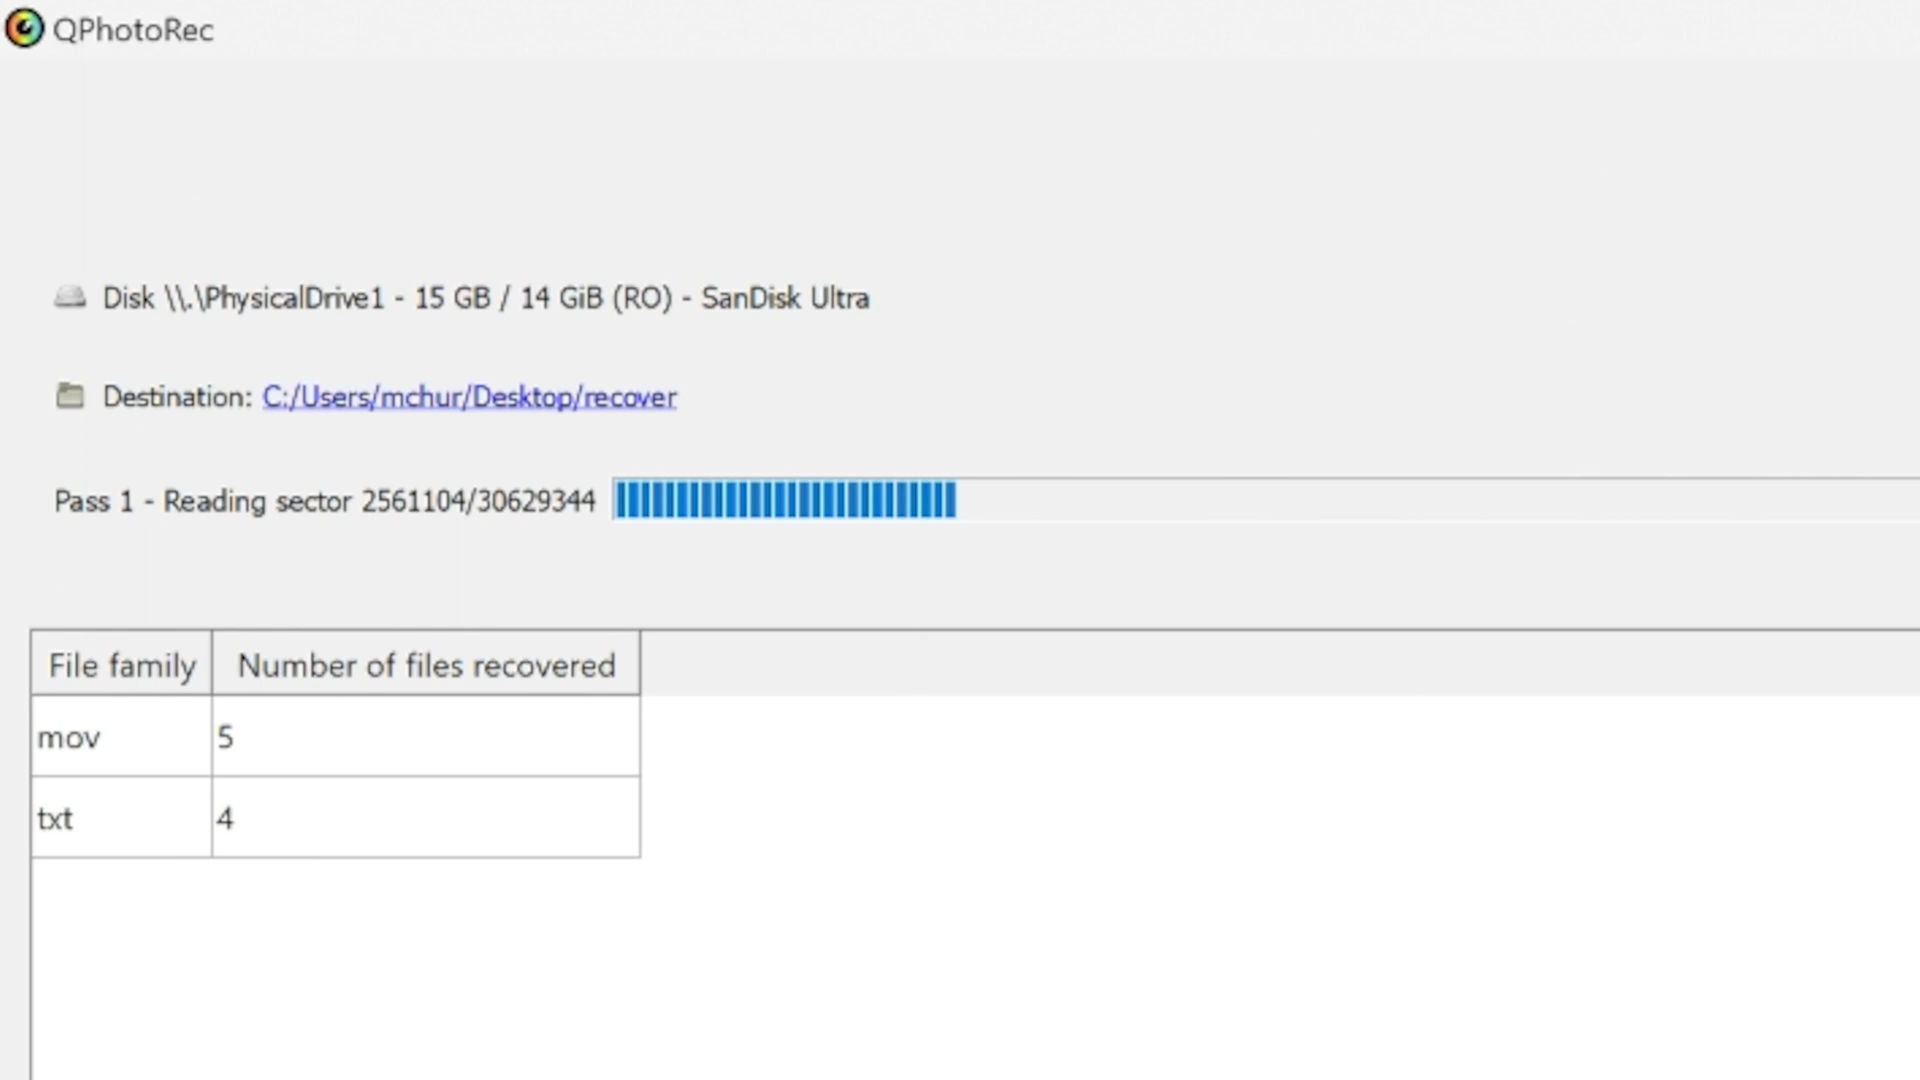 QPhotoRec
Disk \\.\PhysicalDrive1 - 15 GB / 14 GiB (RO) - SanDisk Ultra
Destination: C:/Users/mchur/Desktop/recover
Pass 1 - Reading sector 2561104/30629344
File family Number of files recovered
mov 5
txt 4